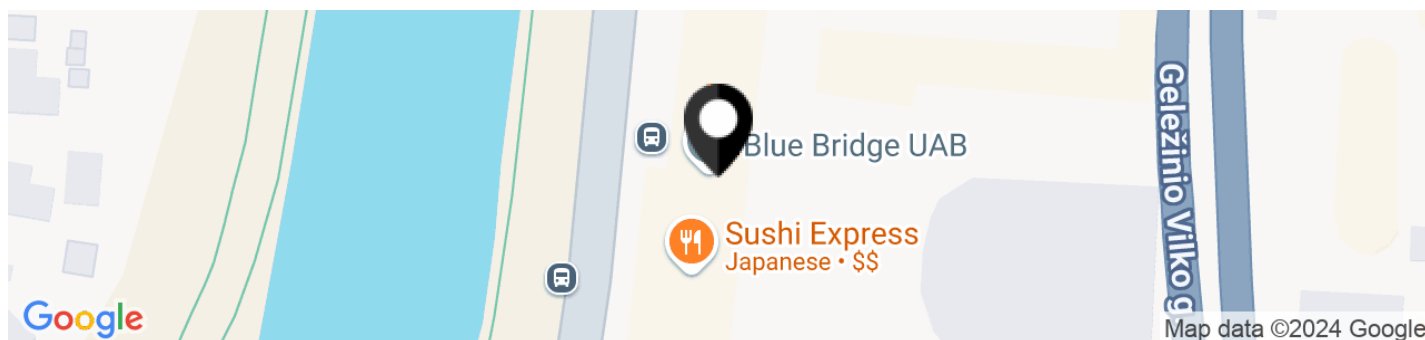 Blue Bridge UAB
Sushi Express
Japanese • $$
Geležinio Vilko g
Google
Map data ©2024 Google